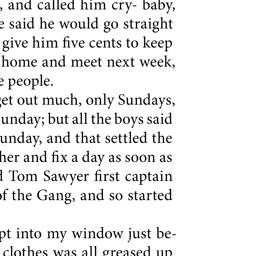 , and called him cry- baby,
e said he would go straight
give him five cents to keep
home and meet next week,
e people.
get out much, only Sundays,
unday; but all the boys said
unday, and that settled the
her and fix a day as soon as
d Tom Sawyer first captain
of the Gang, and so started
pt into my window just be-
clothes was all greased up